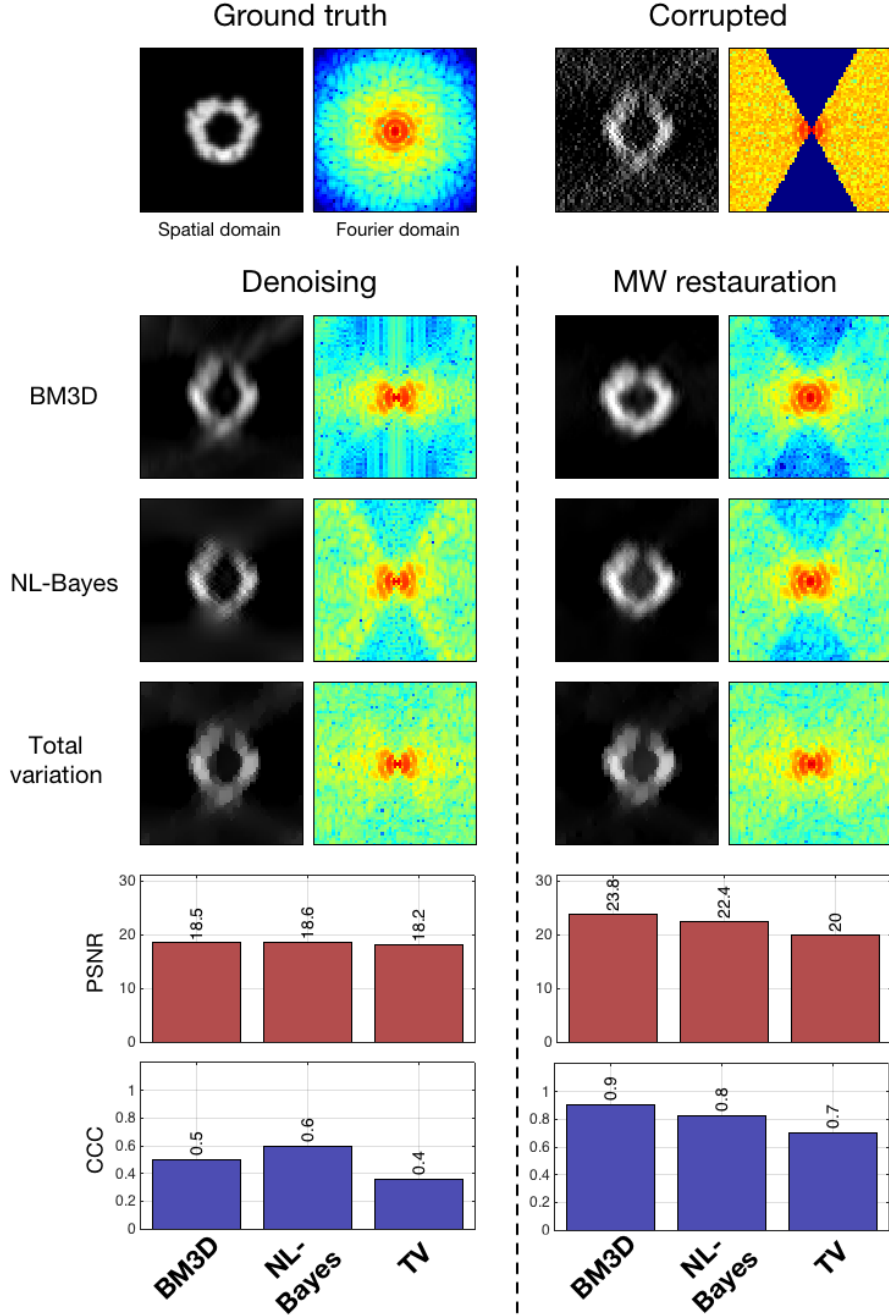 Ground truth
Corrupted
Spatial domain
Fourier domain
Denoising
MW restauration
BM3D
NL-Bayes
Total
variation
PSNR
30
20
10
0
18.5
18.6
18.2
30
20
10
0
23.8
22.4
20
CCC
1
0.8
0.6
0.4
0.2
0
0.5
0.6
0.4
1
0.8
0.6
0.4
0.2
0
0.9
0.8
0.7
BM3D
NL-
Bayes
TV
BM3D
NL-
Bayes
TV